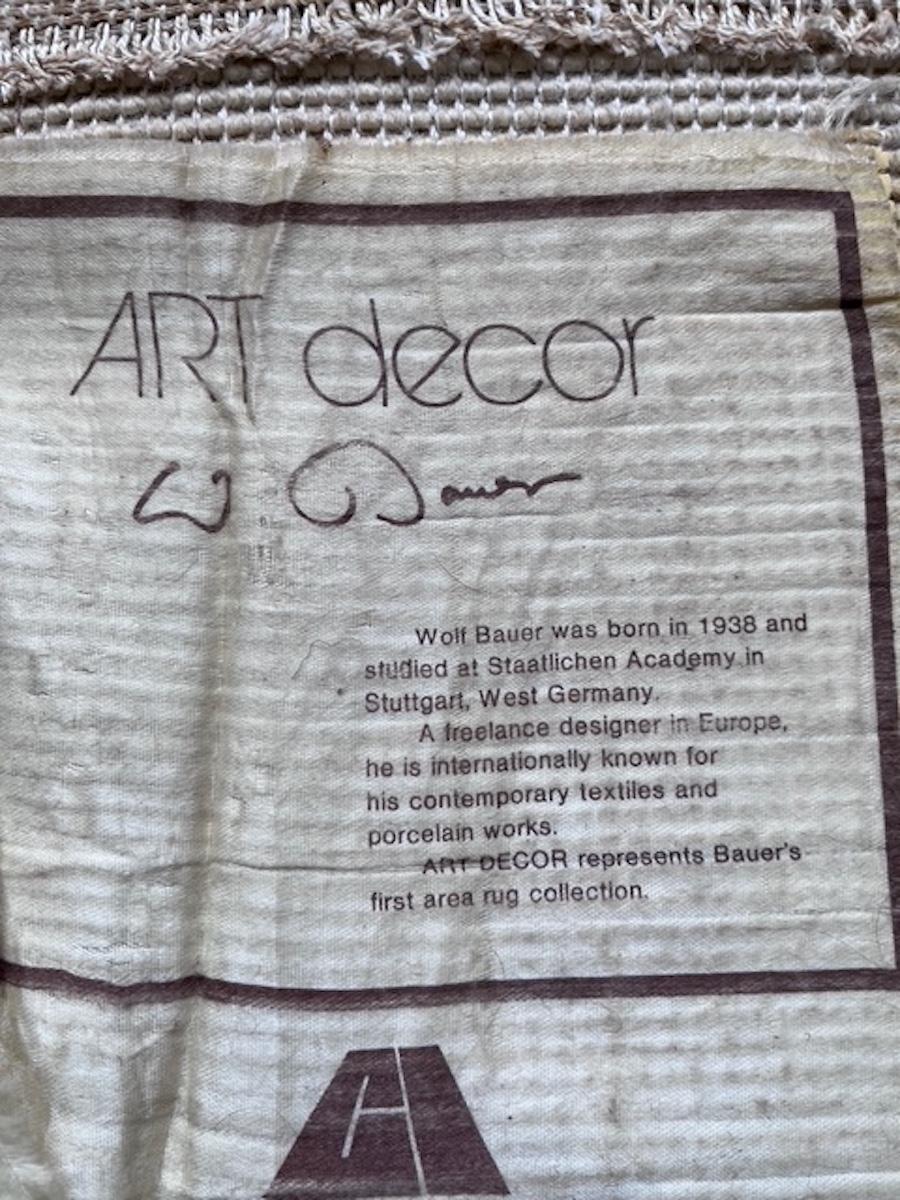 ART decor
W Bauer
Wolf Bauer was born in 1938 and
studied at Staatlichen Academy in
Stuttgart, West Germany.
A freelance designer in Europe,
he is internationally known for
his contemporary textiles and
porcelain works.
ART DECOR represents Bauer's
first area rug collection.